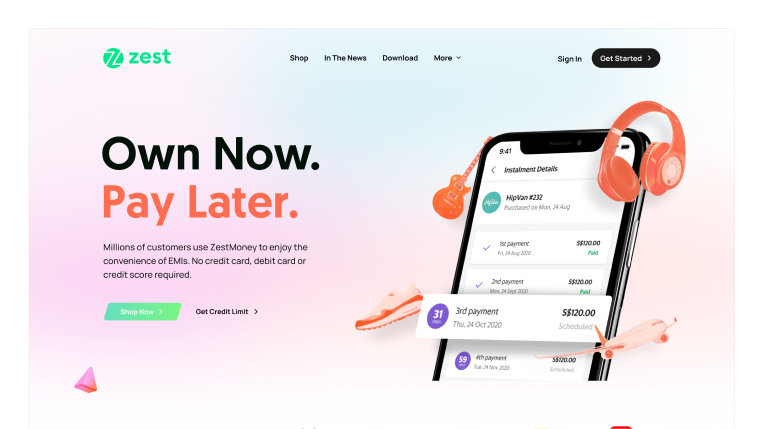 zest
Shop In The News Download More
Sign In Get Started
Own Now.
Pay Later.
Millions of customers use ZestMoney to enjoy the
convenience of EMIs. No credit card, debit card or
credit score required.
Shop Now
Get Credit Limit
9:41
Instalment Details
HipVan
HipVan #232
Purchased on Mon, 24 Aug
1st payment S$120.00
Fri, 24 Aug 2020 Paid
2nd payment S$120.00
Mon, 24 Sept 2020 Paid
31 days
3rd payment S$120.00
Thu, 24 Oct 2020 Scheduled
59 days
4th payment S$120.00
Tue, 24 Nov 2020 Scheduled